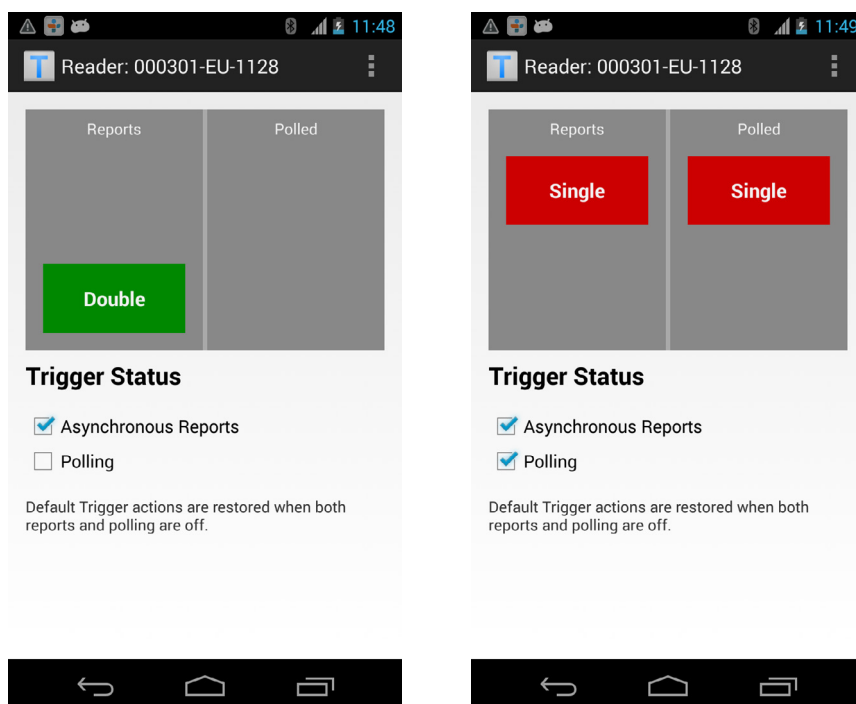 11:48
T Reader: 000301-EU-1128
Reports Polled
Double
Trigger Status
Asynchronous Reports
Polling
Default Trigger actions are restored when both
reports and polling are off.
11:49
T Reader: 000301-EU-1128
Reports Polled
Single Single
Trigger Status
Asynchronous Reports
Polling
Default Trigger actions are restored when both
reports and polling are off.